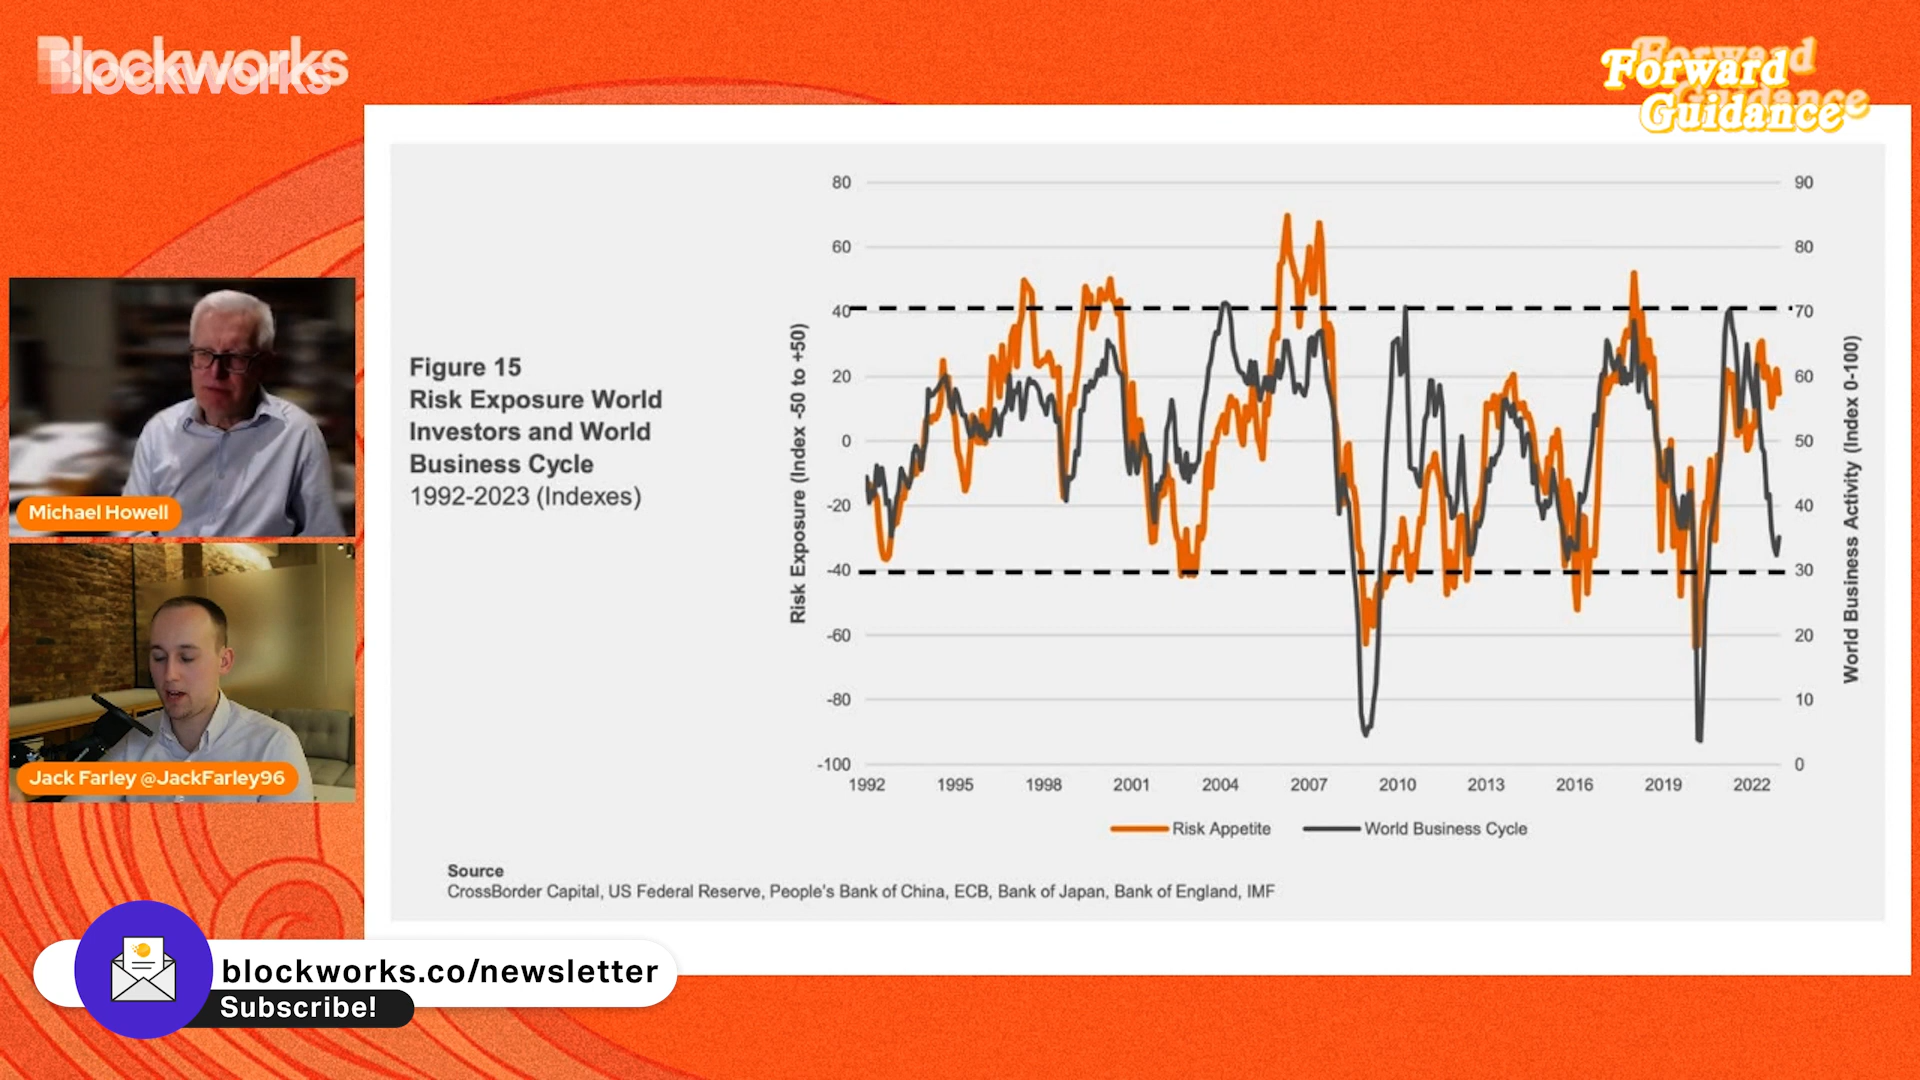 Blockworks
Forward
Guidance
Michael Howell
Jack Farley @JackFarley96
Figure 15
Risk Exposure World
Investors and World
Business Cycle
1992-2023 (Indexes)
Risk Exposure (Index -50 to +50)
80
60
40
20
0
-20
-40
-60
-80
-100
90
80
70
60
50
40
30
20
10
0
World Business Activity (Index 0-100)
1992 1995 1998 2001 2004 2007 2010 2013 2016 2019 2022
Risk Appetite World Business Cycle
Source
CrossBorder Capital, US Federal Reserve, People's Bank of China, ECB, Bank of Japan, Bank of England, IMF
blockworks.co/newsletter
Subscribe!